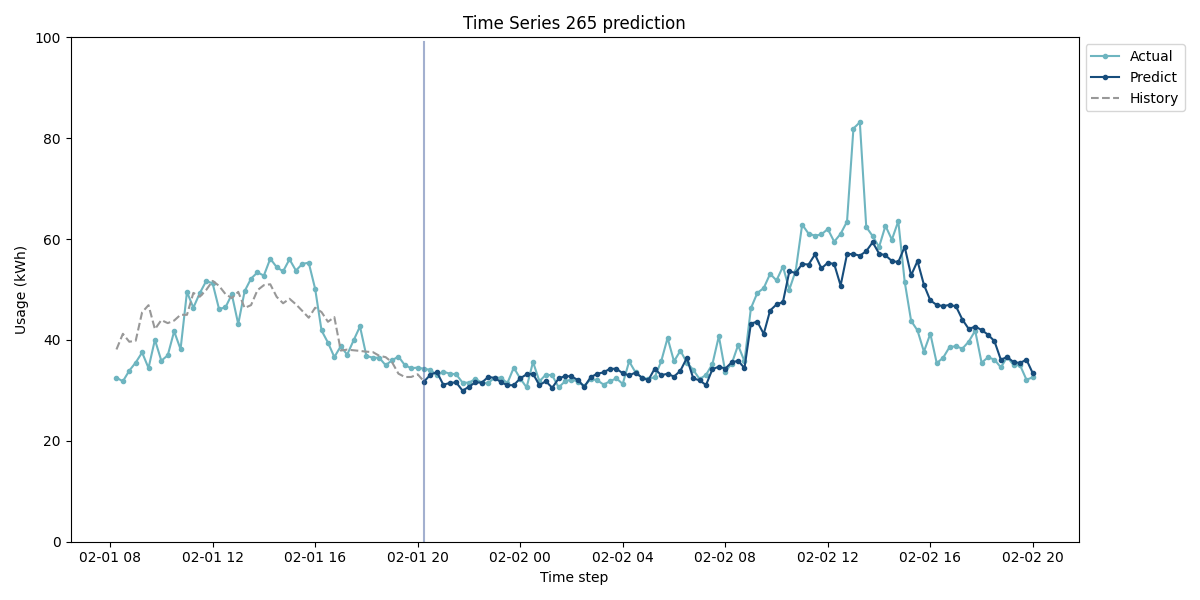 Time Series 265 prediction
100
80
60
40
20
0
Usage (kWh)
02-01 08 02-01 12 02-01 16 02-01 20 02-02 00 02-02 04 02-02 08 02-02 12 02-02 16 02-02 20
Time step
Actual
Predict
History